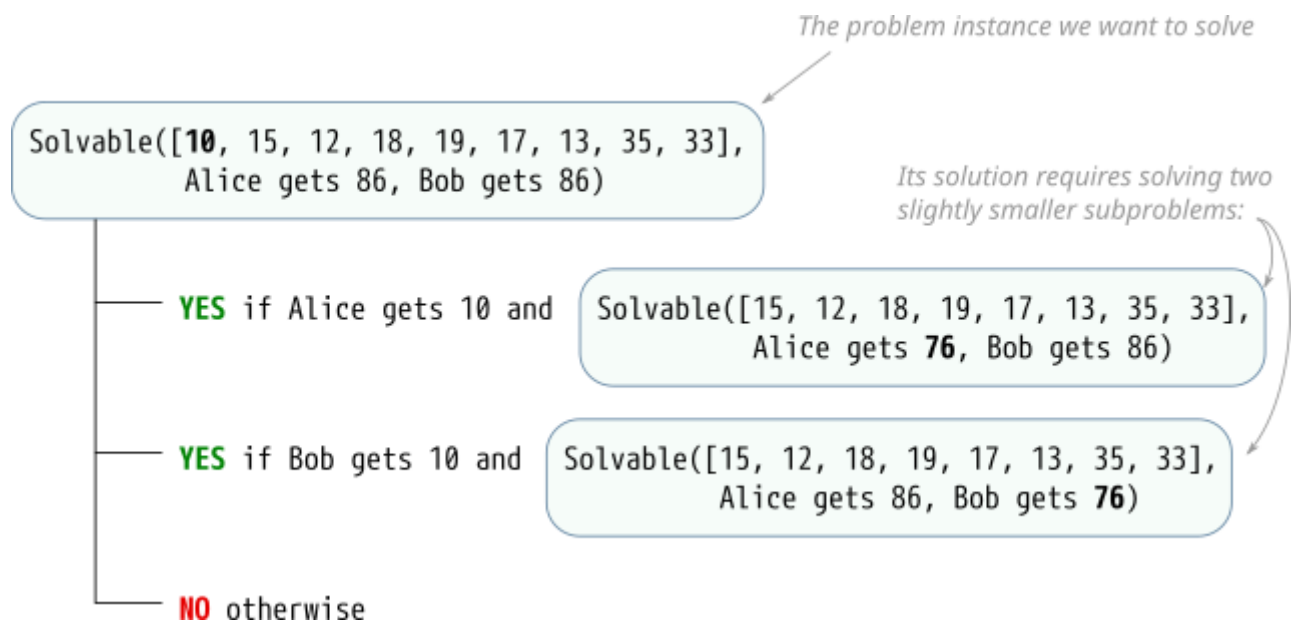 The problem instance we want to solve
Solvable([10, 15, 12, 18, 19, 17, 13, 35, 33],
Alice gets 86, Bob gets 86)
Its solution requires solving two
slightly smaller subproblems:
YES if Alice gets 10 and
Solvable([15, 12, 18, 19, 17, 13, 35, 33],
Alice gets 76, Bob gets 86)
YES if Bob gets 10 and
Solvable([15, 12, 18, 19, 17, 13, 35, 33],
Alice gets 86, Bob gets 76)
NO otherwise